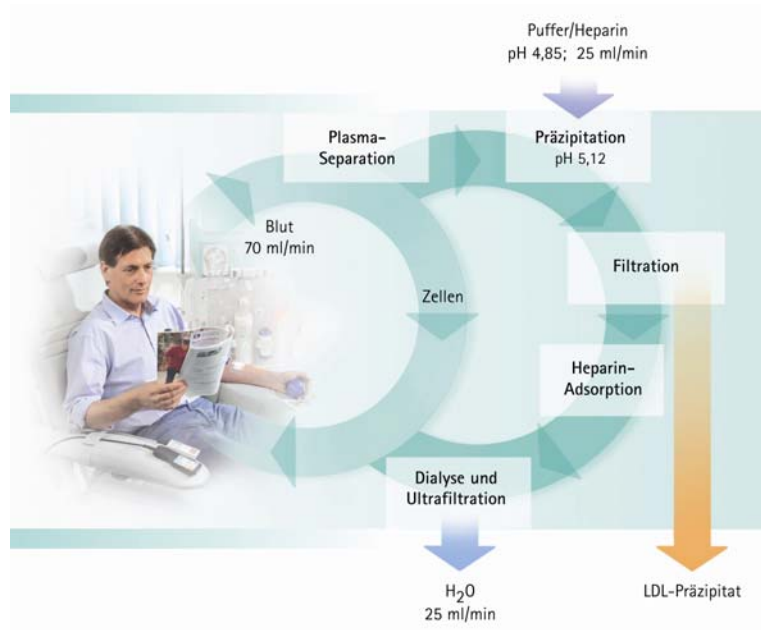 Puffer/Heparin
pH 4,85; 25 ml/min
Plasma-
Separation
Präzipitation
pH 5,12
Blut
70 ml/min
Filtration
Zellen
Heparin-
Adsorption
Dialyse und
Ultrafiltration
H₂O
25 ml/min
LDL-Präzipitat